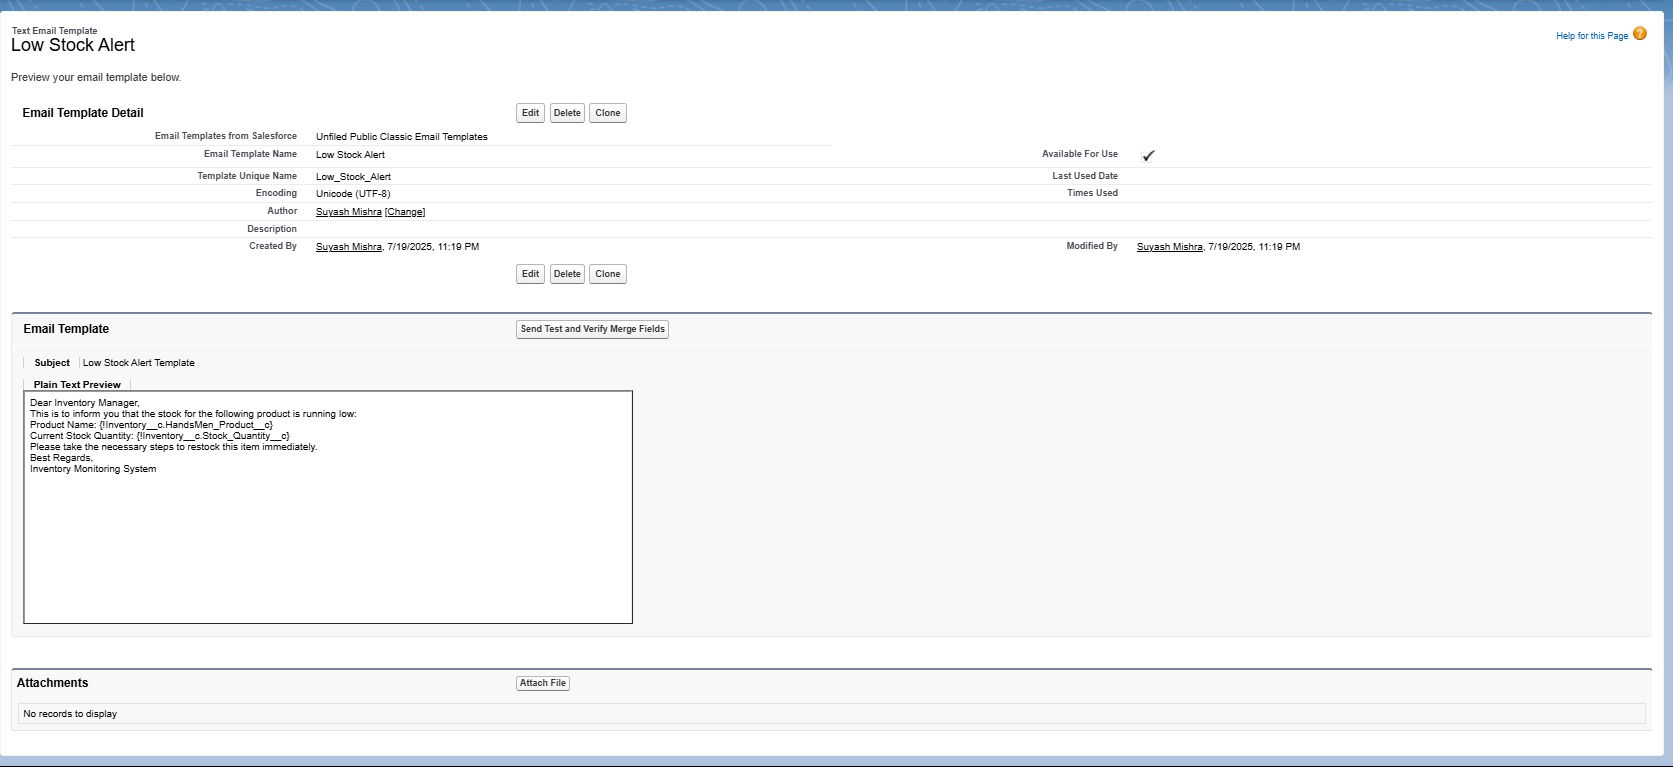 Text Email Template
Low Stock Alert
Help for this Page ?
Preview your email template below.
Email Template Detail
Edit Delete Clone
Email Templates from Salesforce Unfiled Public Classic Email Templates
Email Template Name Low Stock Alert Available For Use
Template Unique Name Low_Stock_Alert Last Used Date
Encoding Unicode (UTF-8) Times Used
Author Suyash Mishra [Change]
Description
Created By Suyash Mishra, 7/19/2025, 11:19 PM Modified By Suyash Mishra, 7/19/2025, 11:19 PM
Edit Delete Clone
Email Template Send Test and Verify Merge Fields
Subject Low Stock Alert Template
Plain Text Preview
Dear Inventory Manager,
This is to inform you that the stock for the following product is running low:
Product Name: {!Inventory__c.HandsMen_Product__c}
Current Stock Quantity: {!Inventory__c.Stock_Quantity__c}
Please take the necessary steps to restock this item immediately.
Best Regards,
Inventory Monitoring System
Attachments Attach File
No records to display